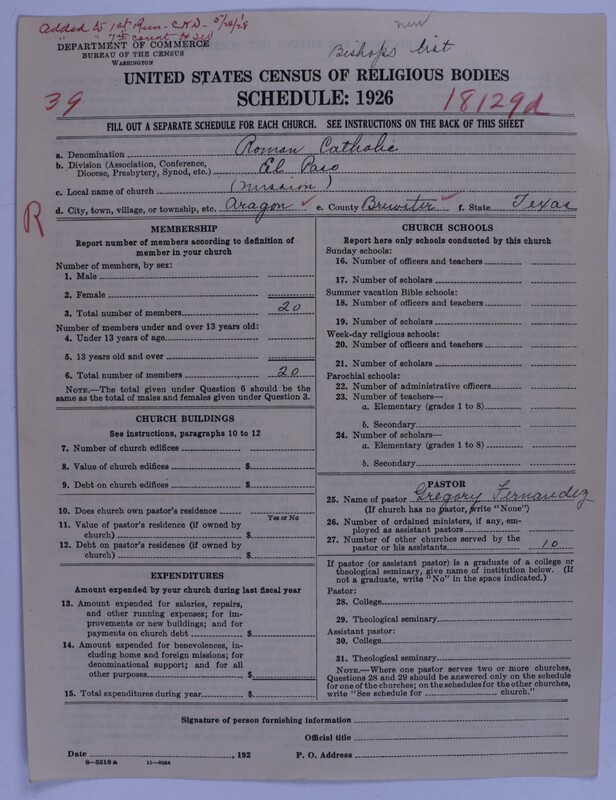 Added to 1st Run - CHD - 5/28/28
" " 7th count
new
Bishops list
DEPARTMENT OF COMMERCE
BUREAU OF THE CENSUS
WASHINGTON
UNITED STATES CENSUS OF RELIGIOUS BODIES
SCHEDULE: 1926
39
18129d
FILL OUT A SEPARATE SCHEDULE FOR EACH CHURCH. SEE INSTRUCTIONS ON THE BACK OF THIS SHEET
a. Denomination Roman Catholic
b. Division (Association, Conference,
Diocese, Presbytery, Synod, etc.) El Paso
c. Local name of church (mission)
R
d. City, town, village, or township, etc. Aragon ✓ e. County Brewster ✓ f. State Texas
MEMBERSHIP
Report number of members according to definition of
member in your church
Number of members, by sex:
1. Male
2. Female
3. Total number of members 20
Number of members under and over 13 years old:
4. Under 13 years of age
5. 13 years old and over
6. Total number of members 20
NOTE.—The total given under Question 6 should be the
same as the total of males and females given under Question 3.
CHURCH BUILDINGS
See instructions, paragraphs 10 to 12
7. Number of church edifices
8. Value of church edifices $
9. Debt on church edifices $
10. Does church own pastor's residence
Yes or No
11. Value of pastor's residence (if owned by
church) $
12. Debt on pastor's residence (if owned by
church) $
EXPENDITURES
Amount expended by your church during last fiscal year
13. Amount expended for salaries, repairs,
and other running expenses; for im-
provements or new buildings; and for
payments on church debt $
14. Amount expended for benevolences, in-
cluding home and foreign missions; for
denominational support; and for all
other purposes $
15. Total expenditures during year $
CHURCH SCHOOLS
Report here only schools conducted by this church
Sunday schools:
16. Number of officers and teachers
17. Number of scholars
Summer vacation Bible schools:
18. Number of officers and teachers
19. Number of scholars
Week-day religious schools:
20. Number of officers and teachers
21. Number of scholars
Parochial schools:
22. Number of administrative officers
23. Number of teachers—
a. Elementary (grades 1 to 8)
b. Secondary
24. Number of scholars—
a. Elementary (grades 1 to 8)
b. Secondary
PASTOR
25. Name of pastor Gregory Fernandez
(If church has no pastor, write "None")
26. Number of ordained ministers, if any, em-
ployed as assistant pastors
27. Number of other churches served by the
pastor or his assistants 10
If pastor (or assistant pastor) is a graduate of a college or
theological seminary, give name of institution below. (If
not a graduate, write "No" in the space indicated.)
Pastor:
28. College
29. Theological seminary
Assistant pastor:
30. College
31. Theological seminary
NOTE.—Where one pastor serves two or more churches,
Questions 28 and 29 should be answered only on the schedule
for one of the churches; on the schedules for the other churches,
write "See schedule for church."
Signature of person furnishing information
Official title
Date , 192 P. O. Address
8—5518a 11—9034